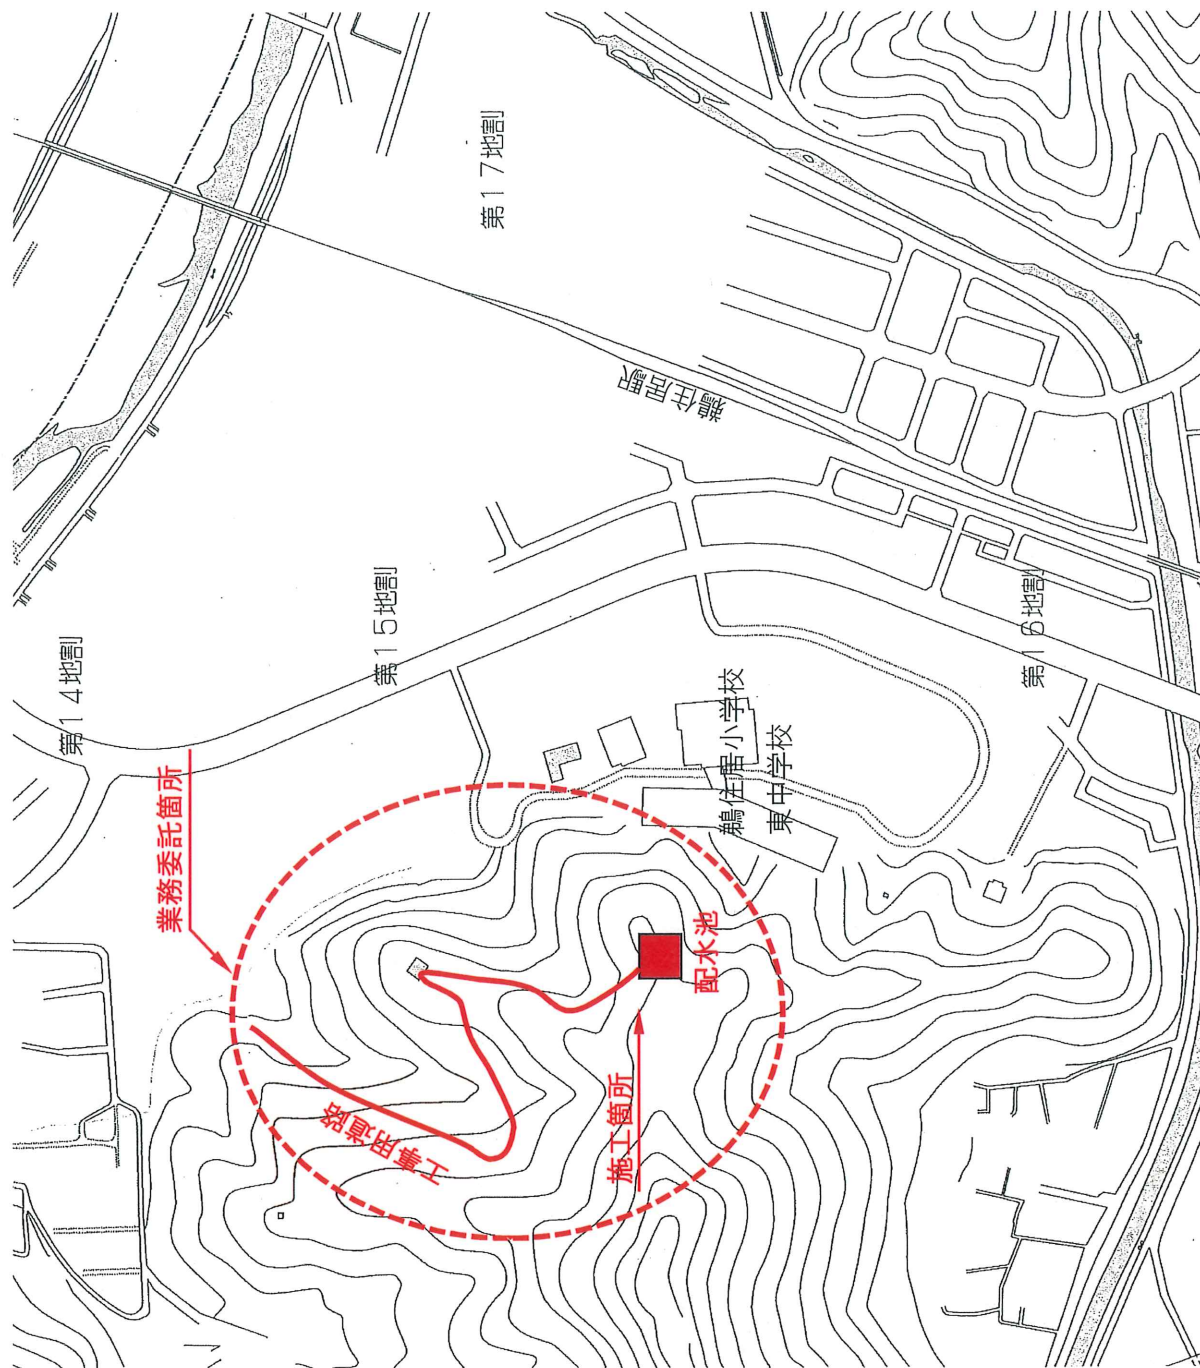 第14地割
第15地割
第17地割
鵜住居駅
第16地割
業務委託箇所
鵜住居小学校
東中学校
配水池
施工箇所
工事用道路